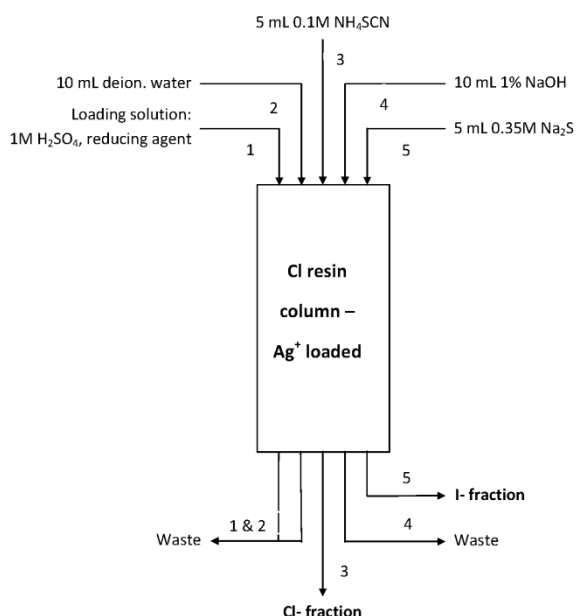 5 mL 0.1M NH₄SCN
3
10 mL deion. water
10 mL 1% NaOH
2
4
Loading solution:
1M H₂SO₄, reducing agent
5 mL 0.35M Na₂S
1
5
Cl resin
column –
Ag⁺ loaded
5
I- fraction
1 & 2
4
Waste
Waste
3
Cl- fraction